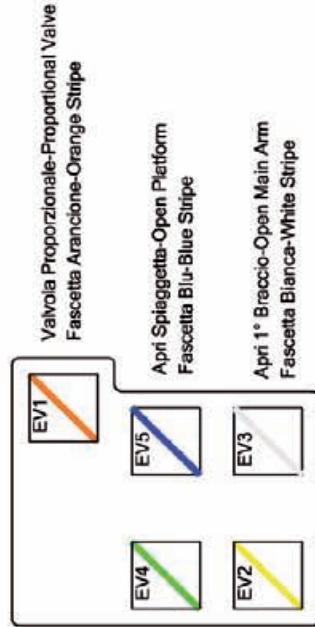 EV1
Valvola Proporzionale-Proportional Valve
Fascetta Arancione-Orange Stripe
EV4
EV5
Apri Spiaggetta-Open Platform
Fascetta Blu-Blue Stripe
EV2
EV3
Apri 1° Braccio-Open Main Arm
Fascetta Bianca-White Stripe